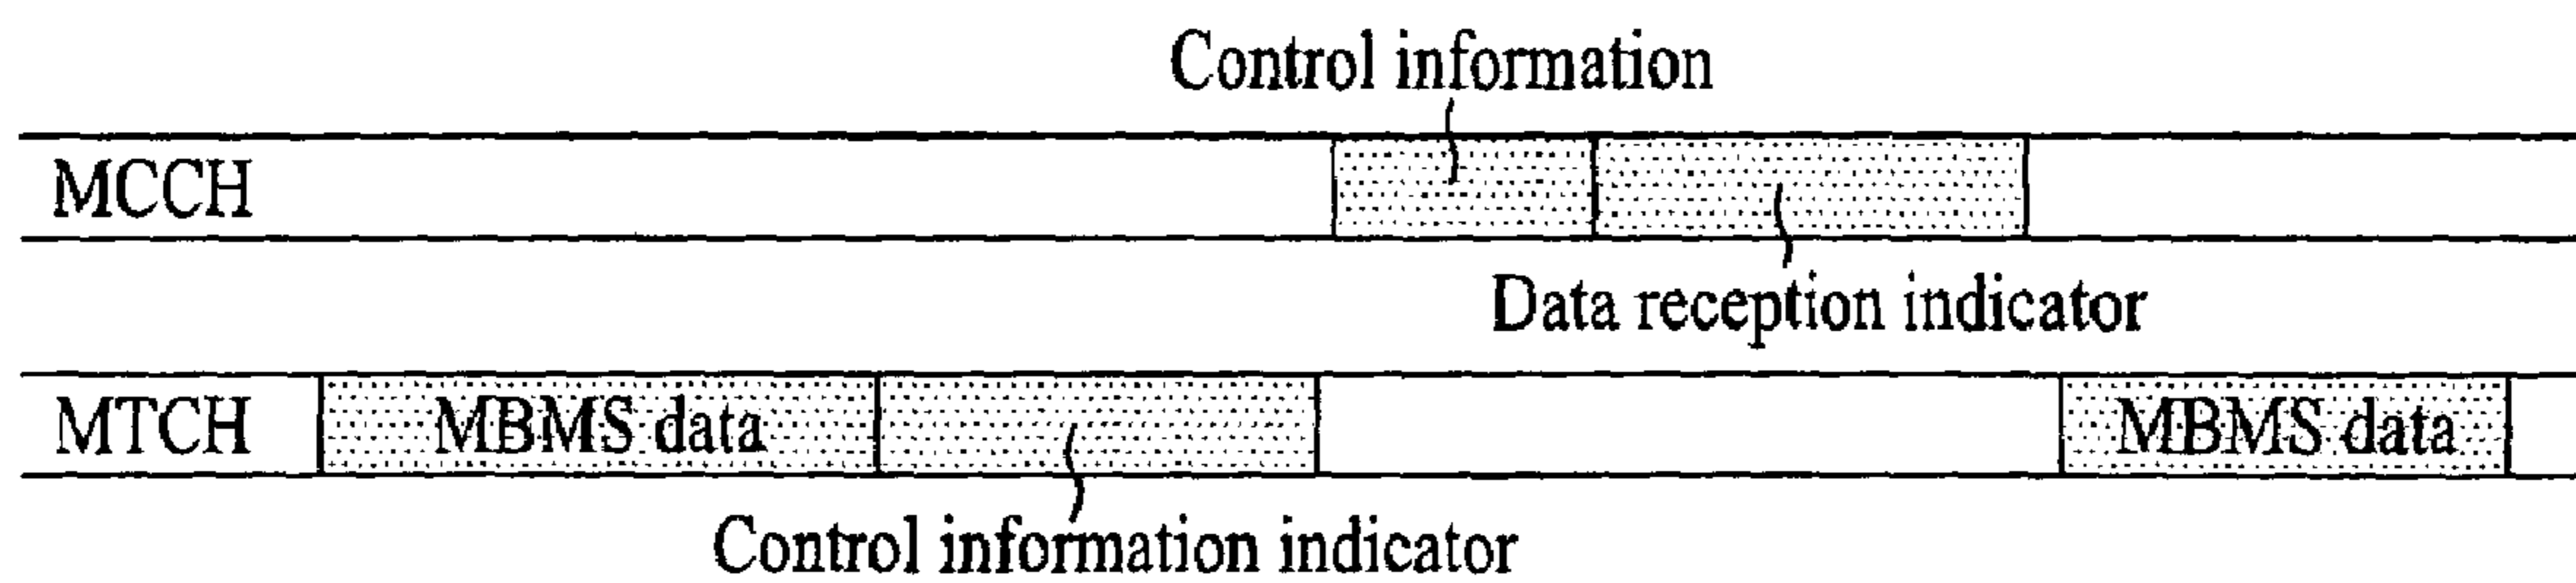 Control information
MCCH
Data reception indicator
MTCH MBMS data MBMS data
Control information indicator